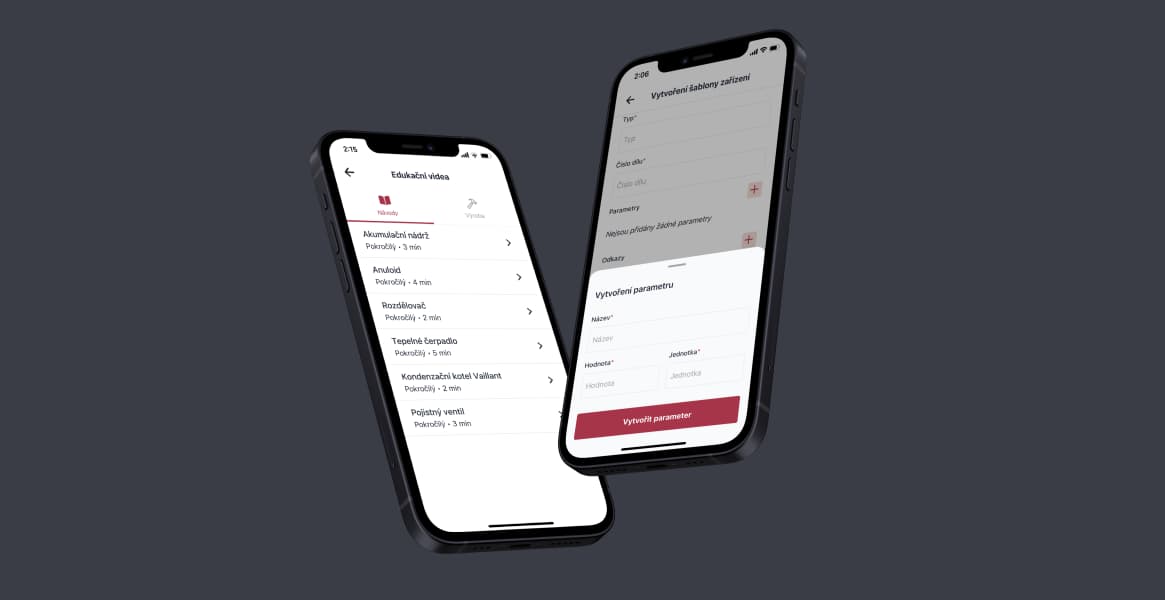 2:15
Edukační videa
Návody
Výroba
Akumulační nádrž
Pokročilý • 3 min
Anuloid
Pokročilý • 4 min
Rozdělovač
Pokročilý • 2 min
Tepelné čerpadlo
Pokročilý • 5 min
Kondenzační kotel Vaillant
Pokročilý • 2 min
Pojistný ventil
Pokročilý • 3 min
2:06
Vytvoření šablony zařízení
Typ*
Typ
Číslo dílu*
Číslo dílu
Parametry
Nejsou přidány žádné parametry
Odkazy
Vytvoření parametru
Název*
Název
Hodnota*
Jednotka*
Hodnota
Jednotka
Vytvořit parameter